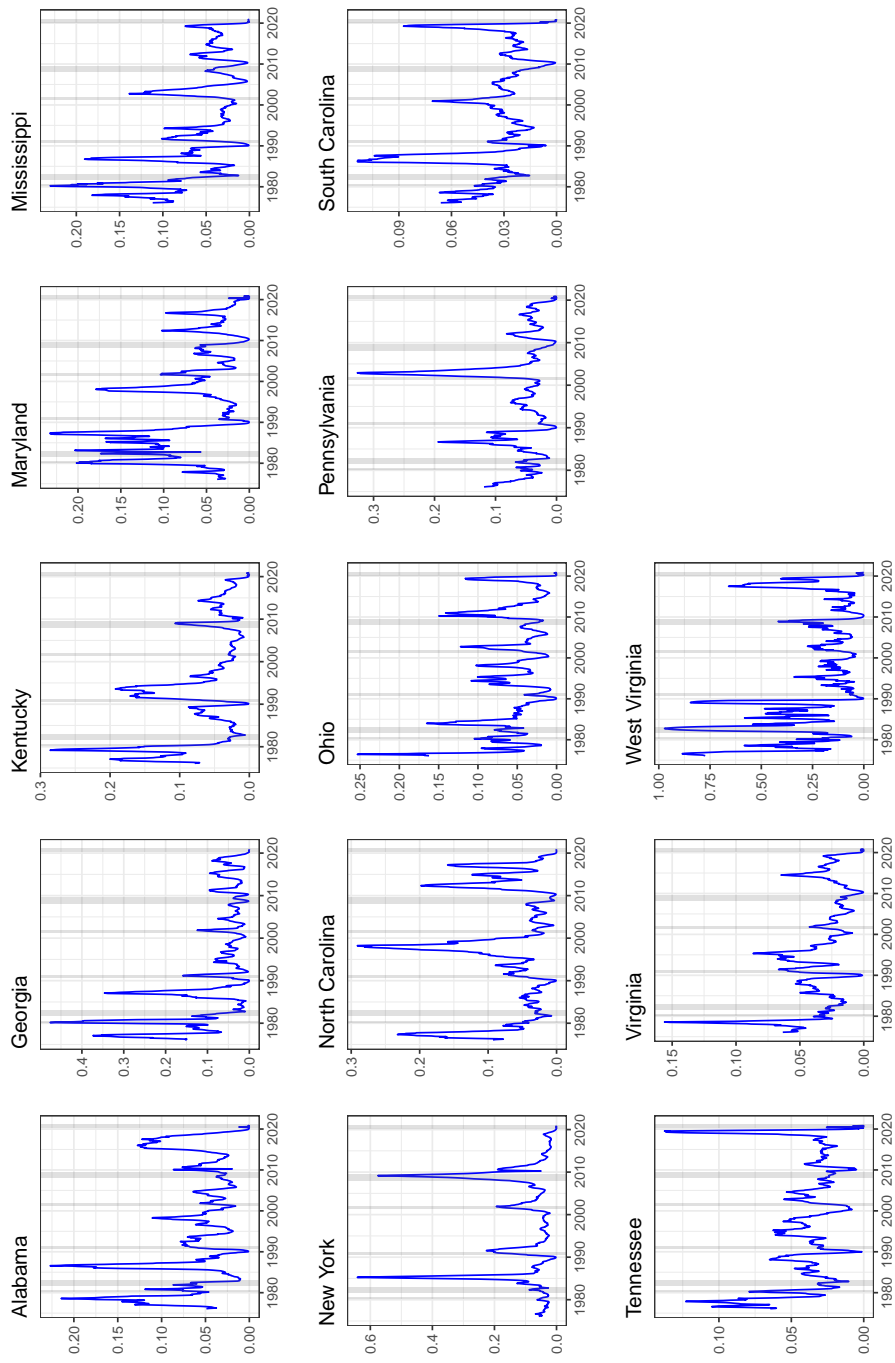 Alabama
0.20
0.15
0.10
0.05
0.00
1980 1990 2000 2010 2020
Georgia
0.4
0.3
0.2
0.1
0.0
1980 1990 2000 2010 2020
Kentucky
0.3
0.2
0.1
0.0
1980 1990 2000 2010 2020
Maryland
0.20
0.15
0.10
0.05
0.00
1980 1990 2000 2010 2020
Mississippi
0.20
0.15
0.10
0.05
0.00
1980 1990 2000 2010 2020
New York
0.6
0.4
0.2
0.0
1980 1990 2000 2010 2020
North Carolina
0.3
0.2
0.1
0.0
1980 1990 2000 2010 2020
Ohio
0.25
0.20
0.15
0.10
0.05
0.00
1980 1990 2000 2010 2020
Pennsylvania
0.3
0.2
0.1
0.0
1980 1990 2000 2010 2020
South Carolina
0.09
0.06
0.03
0.00
1980 1990 2000 2010 2020
Tennessee
0.10
0.05
0.00
1980 1990 2000 2010 2020
Virginia
0.15
0.10
0.05
0.00
1980 1990 2000 2010 2020
West Virginia
1.00
0.75
0.50
0.25
0.00
1980 1990 2000 2010 2020